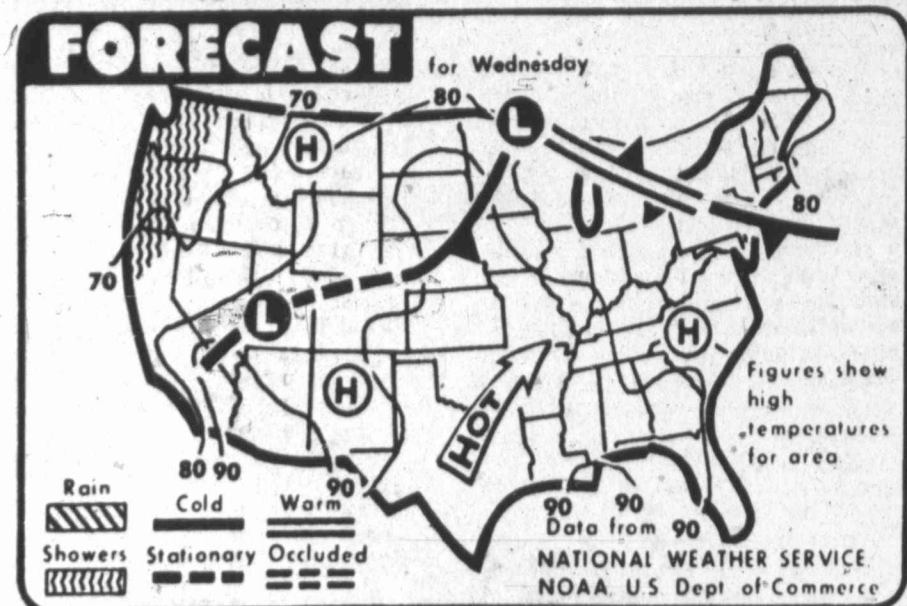 FORECAST
for Wednesday
70
80
L
H
80
70
L
H
H
HOT
Figures show
high
temperatures
for area
80 90
90
90
90
90
Rain
Cold
Warm
Data from
Showers
Stationary
Occluded
NATIONAL WEATHER SERVICE
NOAA U.S. Dept of Commerce